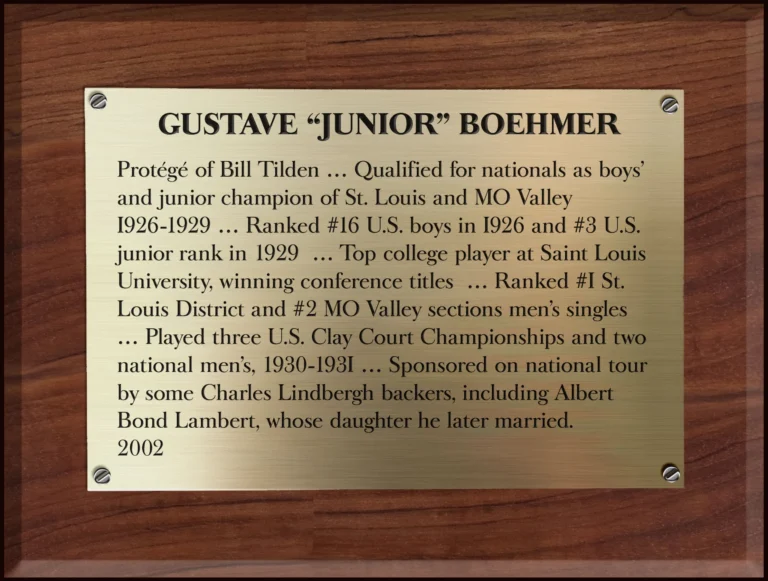 GUSTAVE “JUNIOR” BOEHMER
Protégé of Bill Tilden … Qualified for nationals as boys’
and junior champion of St. Louis and MO Valley
I926-1929 … Ranked #16 U.S. boys in I926 and #3 U.S.
junior rank in 1929 … Top college player at Saint Louis
University, winning conference titles … Ranked #I St.
Louis District and #2 MO Valley sections men’s singles
… Played three U.S. Clay Court Championships and two
national men’s, 1930-193I … Sponsored on national tour
by some Charles Lindbergh backers, including Albert
Bond Lambert, whose daughter he later married.
2002